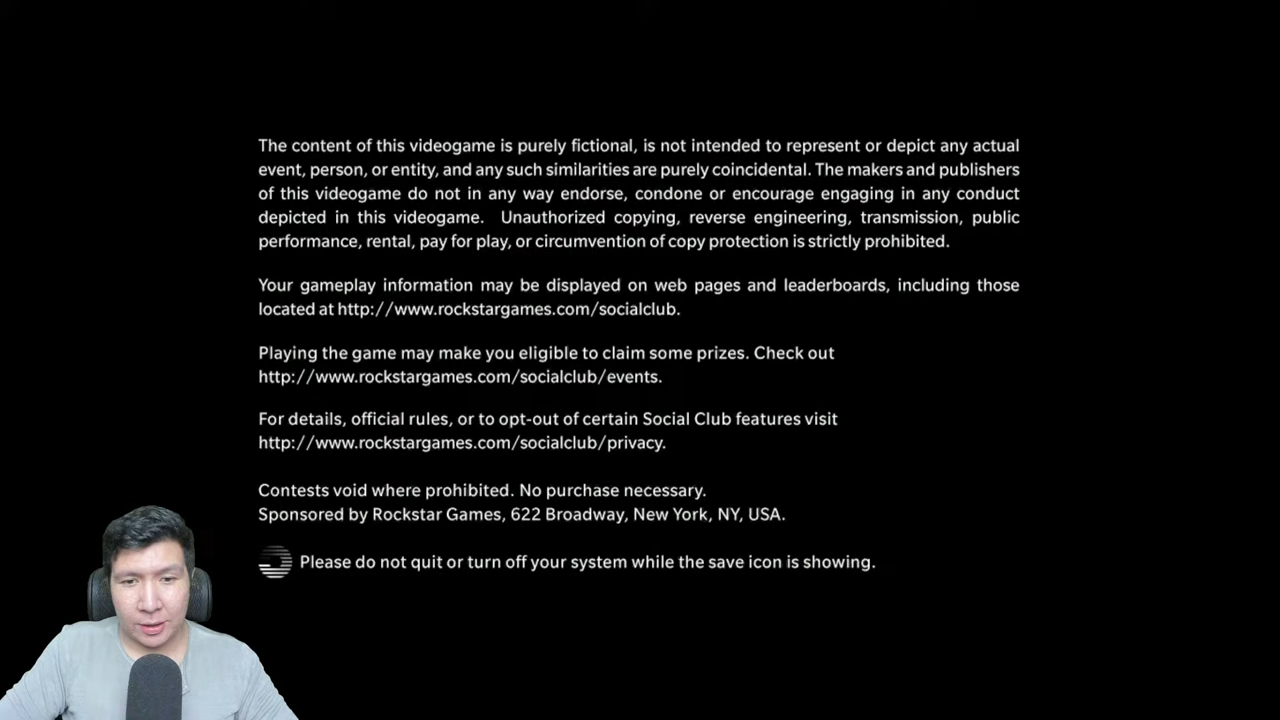 The content of this videogame is purely fictional, is not intended to represent or depict any actual
event, person, or entity, and any such similarities are purely coincidental. The makers and publishers
of this videogame do not in any way endorse, condone or encourage engaging in any conduct
depicted in this videogame. Unauthorized copying, reverse engineering, transmission, public
performance, rental, pay for play, or circumvention of copy protection is strictly prohibited.
Your gameplay information may be displayed on web pages and leaderboards, including those
located at http://www.rockstargames.com/socialclub.
Playing the game may make you eligible to claim some prizes. Check out
http://www.rockstargames.com/socialclub/events.
For details, official rules, or to opt-out of certain Social Club features visit
http://www.rockstargames.com/socialclub/privacy.
Contests void where prohibited. No purchase necessary.
Sponsored by Rockstar Games, 622 Broadway, New York, NY, USA.
Please do not quit or turn off your system while the save icon is showing.